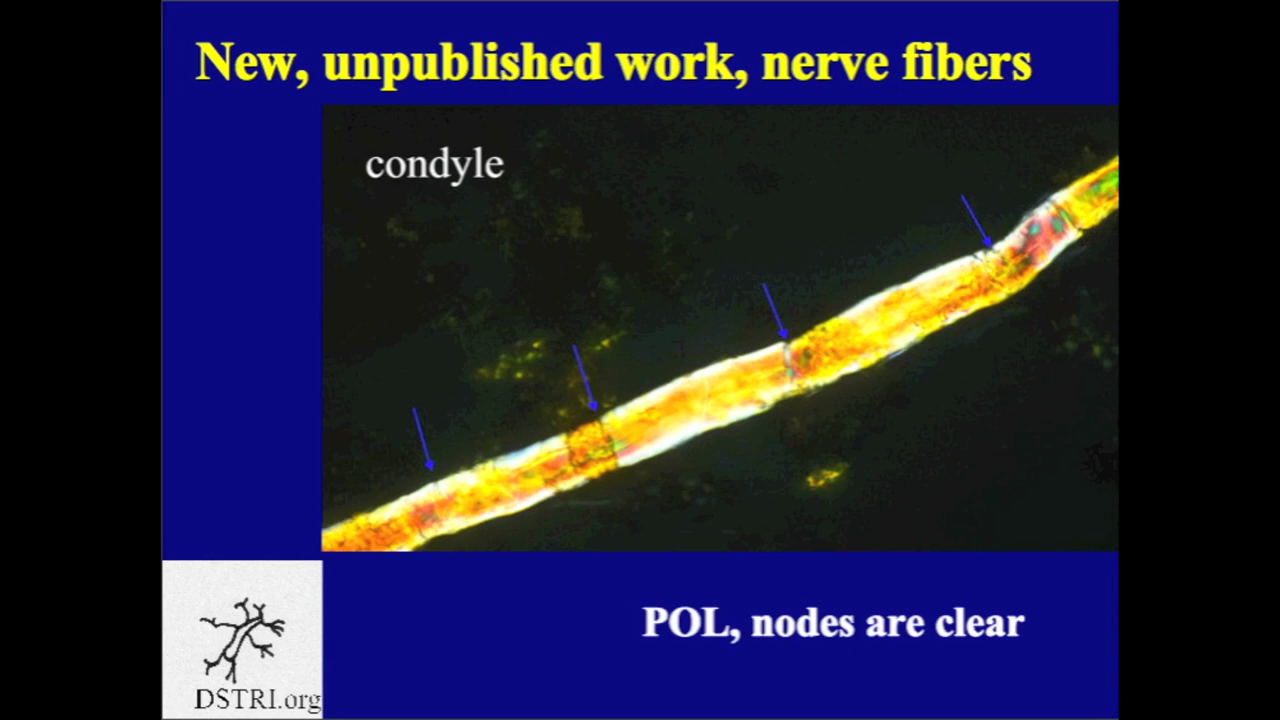 New, unpublished work, nerve fibers
condyle
POL, nodes are clear
DSTRI.org